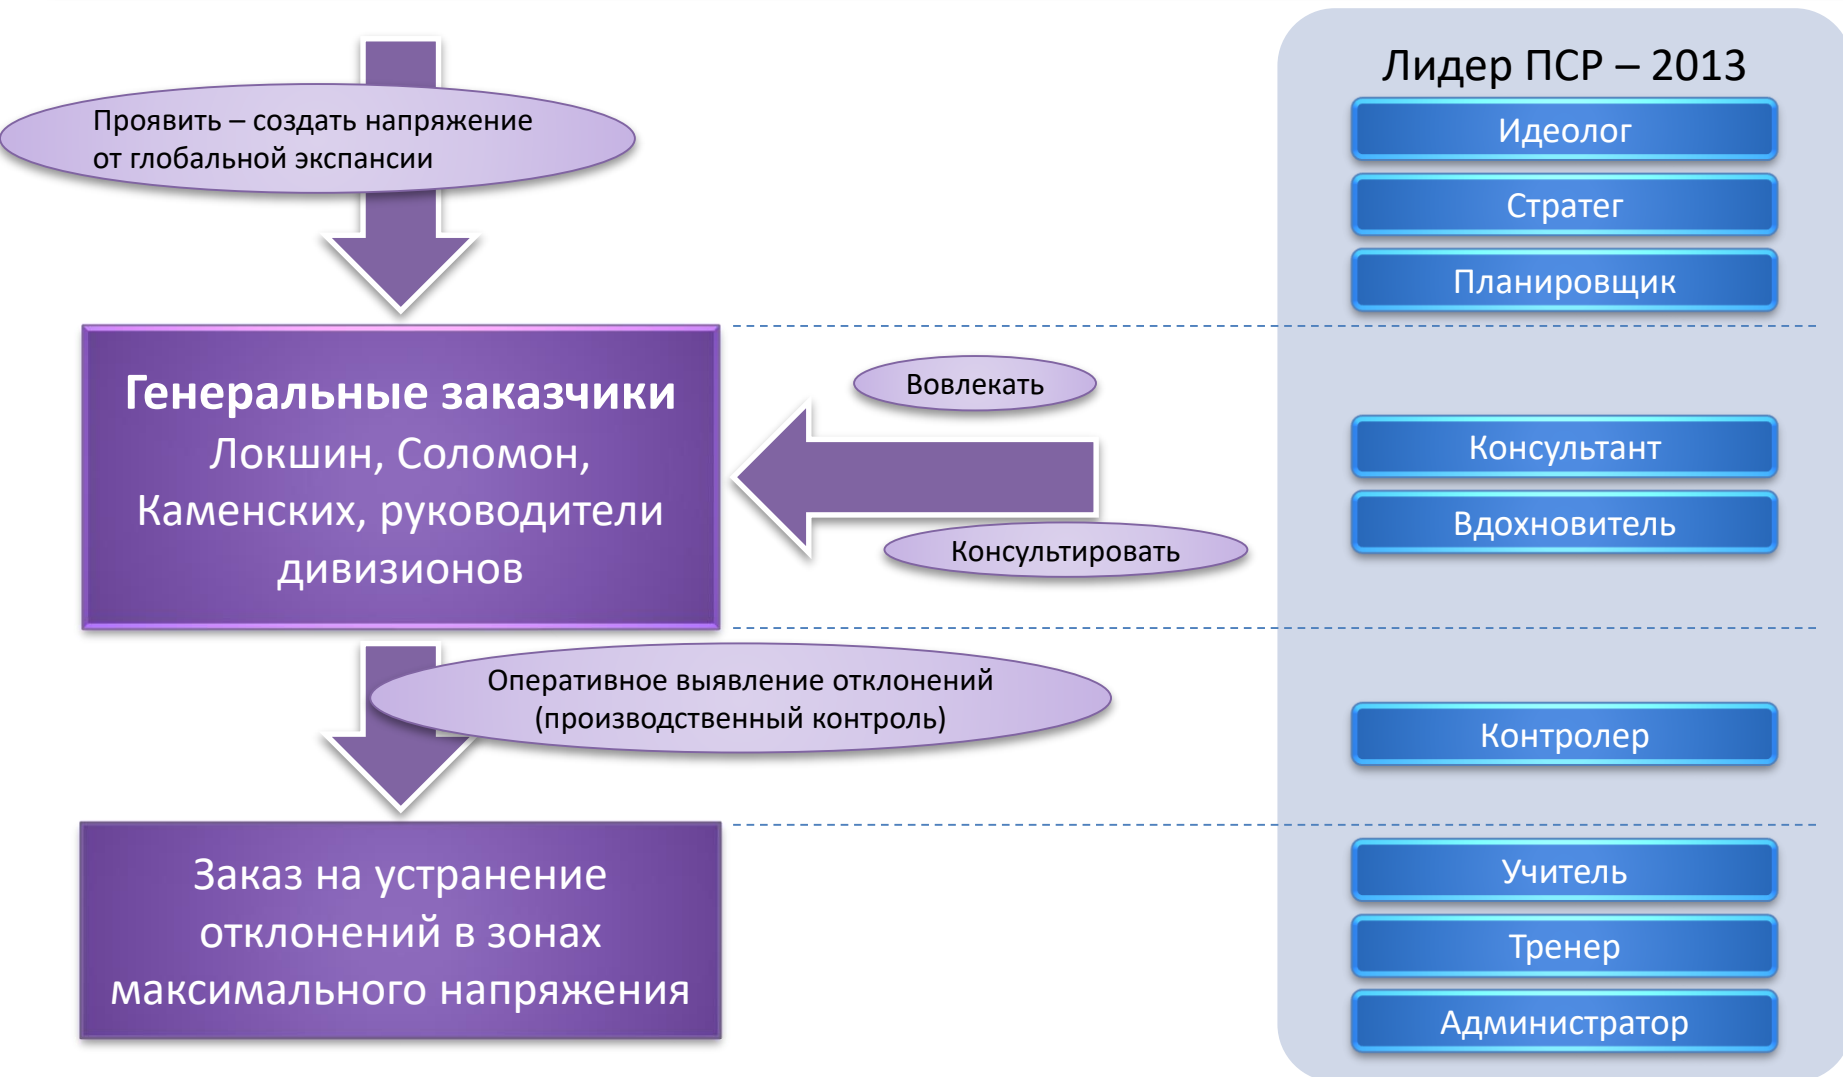 Проявить – создать напряжение
от глобальной экспансии
Генеральные заказчики
Локшин, Соломон,
Каменских, руководители
дивизионов
Вовлекать
Консультировать
Оперативное выявление отклонений
(производственный контроль)
Заказ на устранение
отклонений в зонах
максимального напряжения
Лидер ПСР – 2013
Идеолог
Стратег
Планировщик
Консультант
Вдохновитель
Контролер
Учитель
Тренер
Администратор